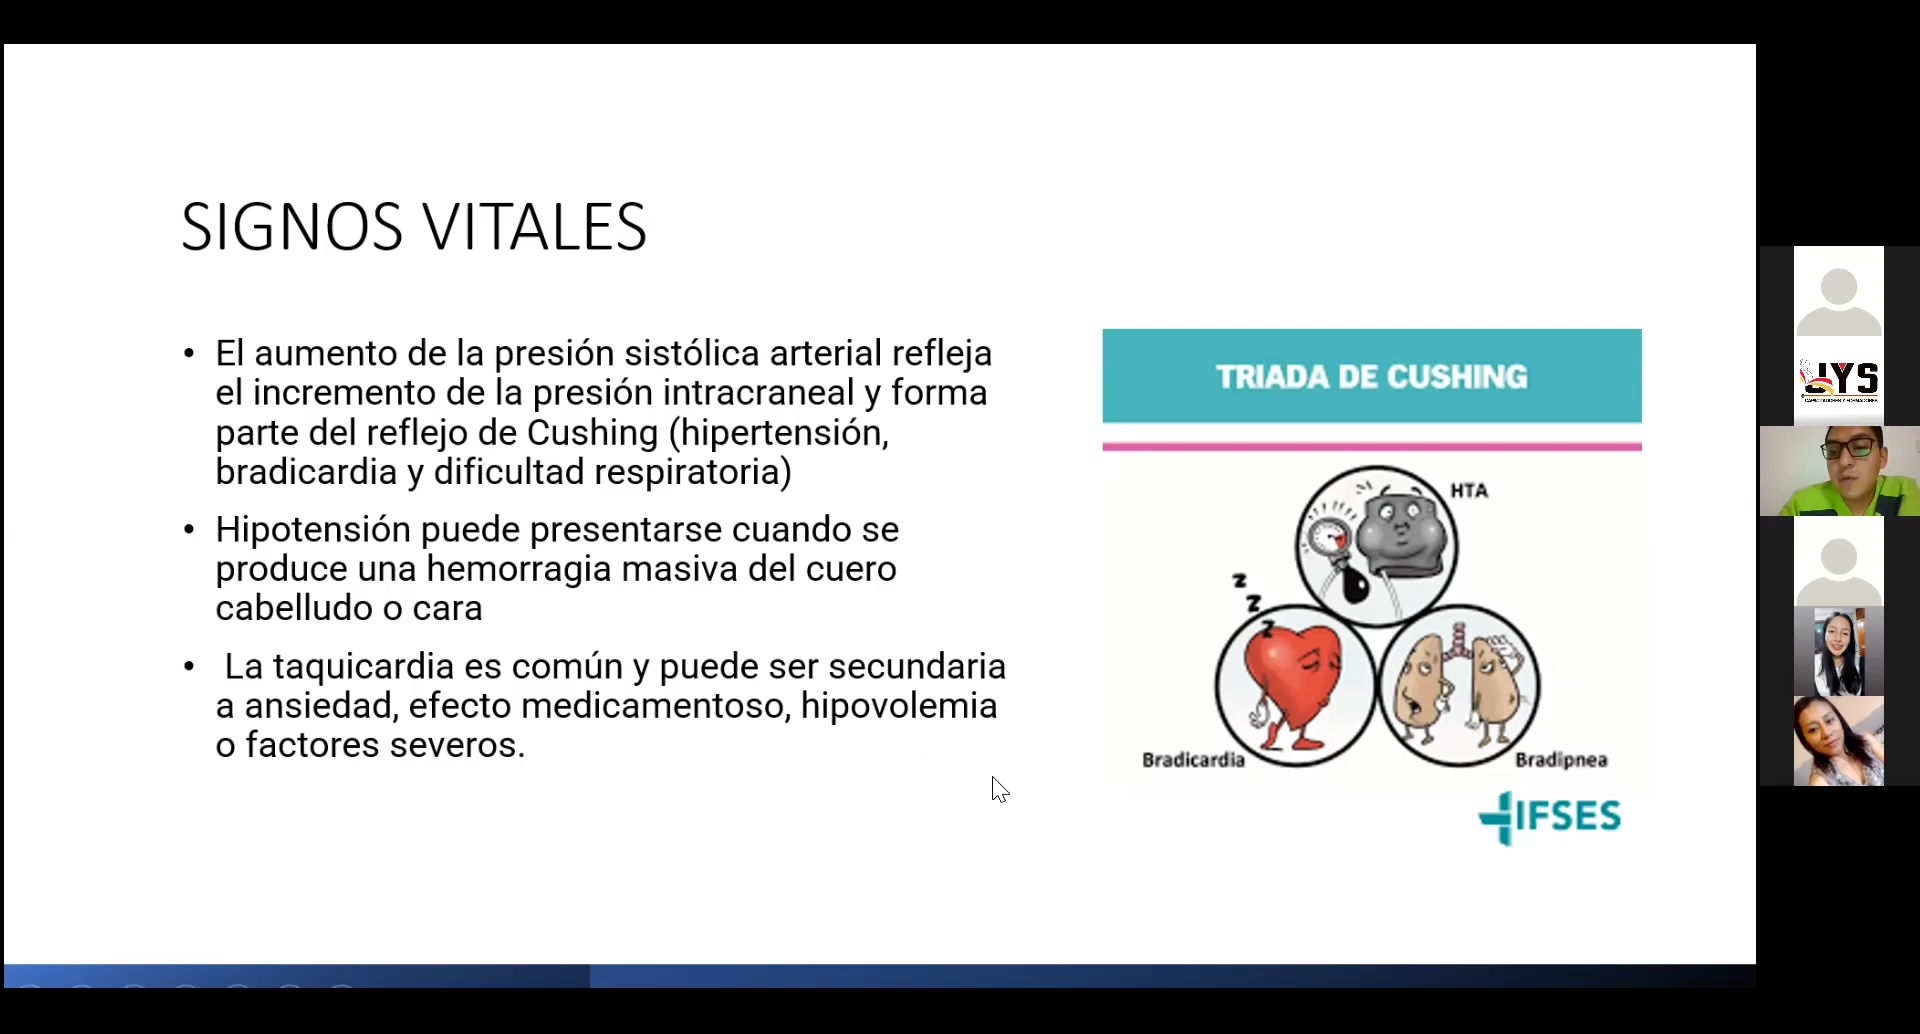 SIGNOS VITALES
• El aumento de la presión sistólica arterial refleja
el incremento de la presión intracraneal y forma
parte del reflejo de Cushing (hipertensión,
bradicardia y dificultad respiratoria)
• Hipotensión puede presentarse cuando se
produce una hemorragia masiva del cuero
cabelludo o cara
• La taquicardia es común y puede ser secundaria
a ansiedad, efecto medicamentoso, hipovolemia
o factores severos.
TRIADA DE CUSHING
HTA
z
z
z
Bradicardia
Bradipnea
IFSES
JYS
CAPACITADORES Y FORMADORES